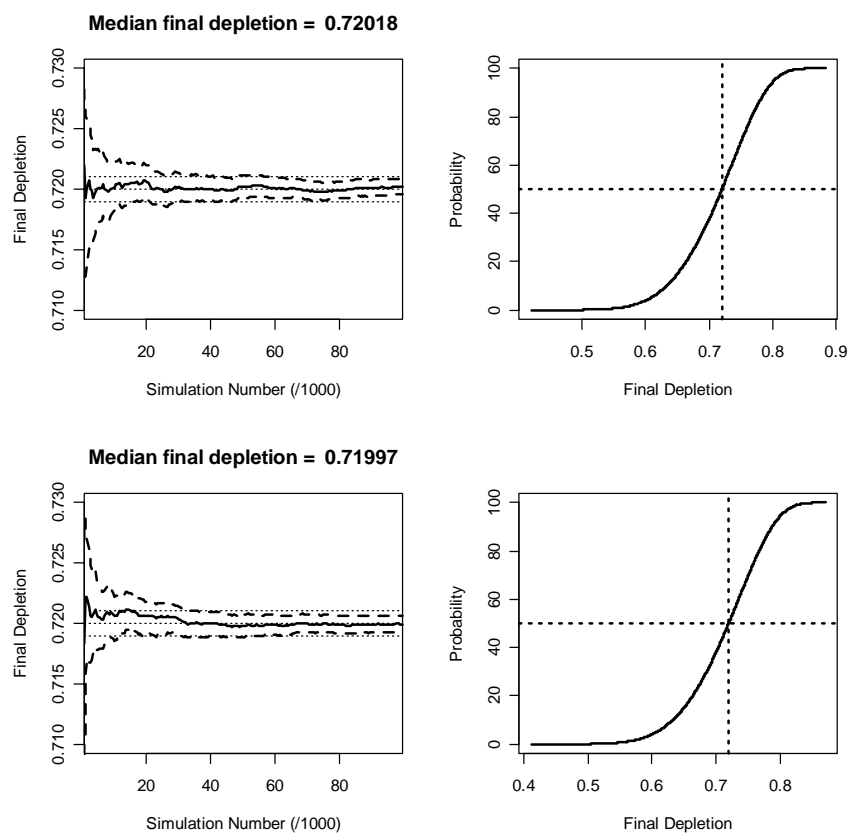 Median final depletion = 0.72018
Final Depletion
0.730
0.725
0.720
0.715
0.710
20 40 60 80
Simulation Number (/1000)
Probability
100
80
60
40
20
0
0.5 0.6 0.7 0.8 0.9
Final Depletion
Median final depletion = 0.71997
Final Depletion
0.730
0.725
0.720
0.715
0.710
20 40 60 80
Simulation Number (/1000)
Probability
100
80
60
40
20
0
0.4 0.5 0.6 0.7 0.8
Final Depletion